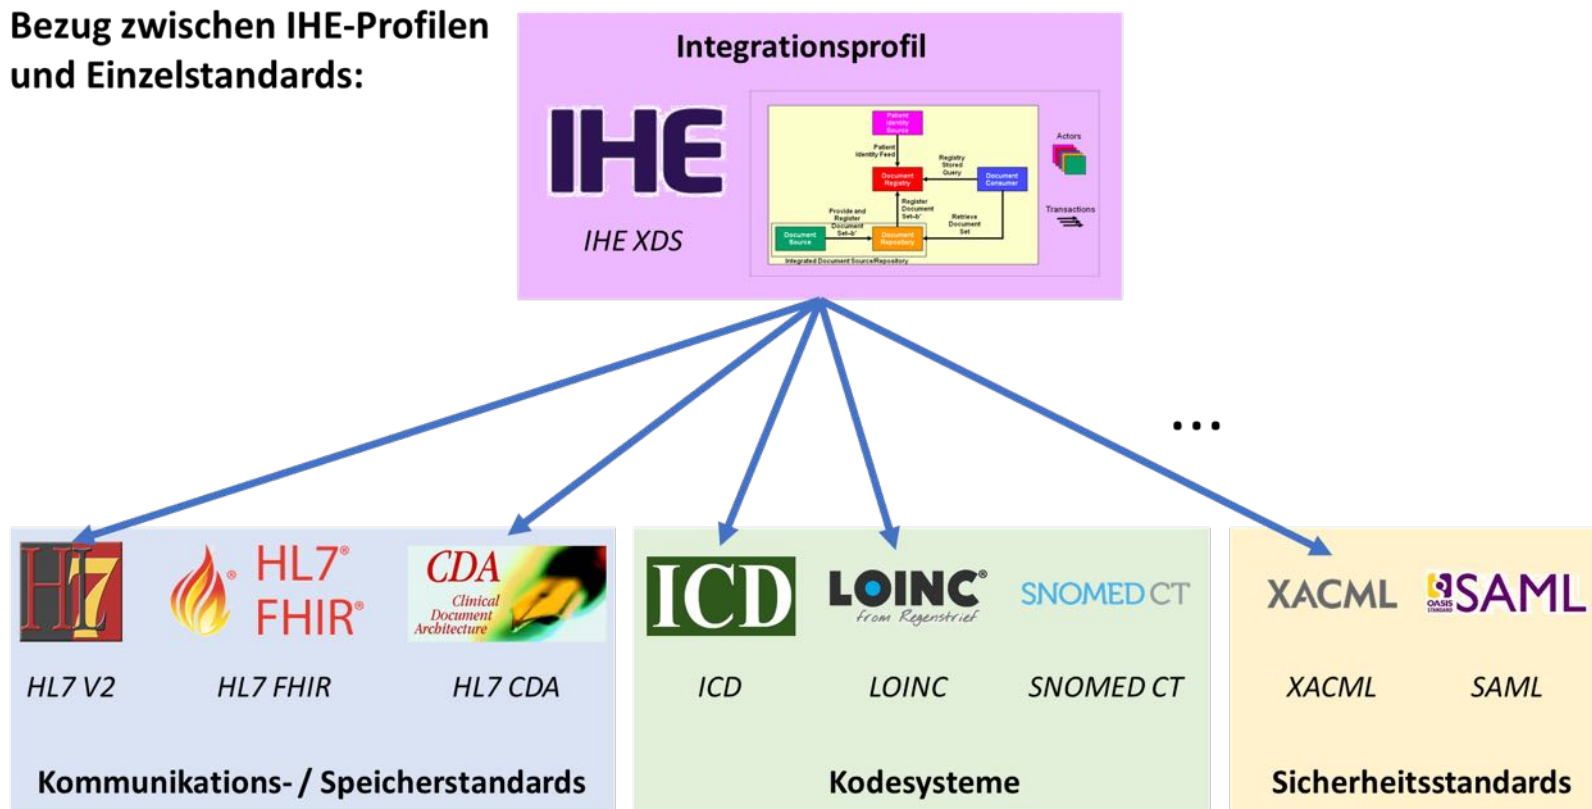 Bezug zwischen IHE-Profilen
und Einzelstandards:
Integrationsprofil
IHE
IHE XDS
Patient
Identity
Source
Patient
Identity Feed
Registry
Stored
Query
Document
Registry
Document
Consumer
Provide and
Register
Document
Set-b'
Register
Document
Set-b'
Retrieve
Document
Set
Document
Source
Document
Repository
Integrated Document Source/Repository
Actors
Transactions
...
HL7
HL7®
FHIR®
®
CDA
Clinical
Document
Architecture
HL7 V2
HL7 FHIR
HL7 CDA
Kommunikations- / Speicherstandards
ICD
LOINC®
from Regenstrief
SNOMED CT
ICD
LOINC
SNOMED CT
Kodesysteme
XACML
OASIS
STANDARD
SAML
XACML
SAML
Sicherheitsstandards